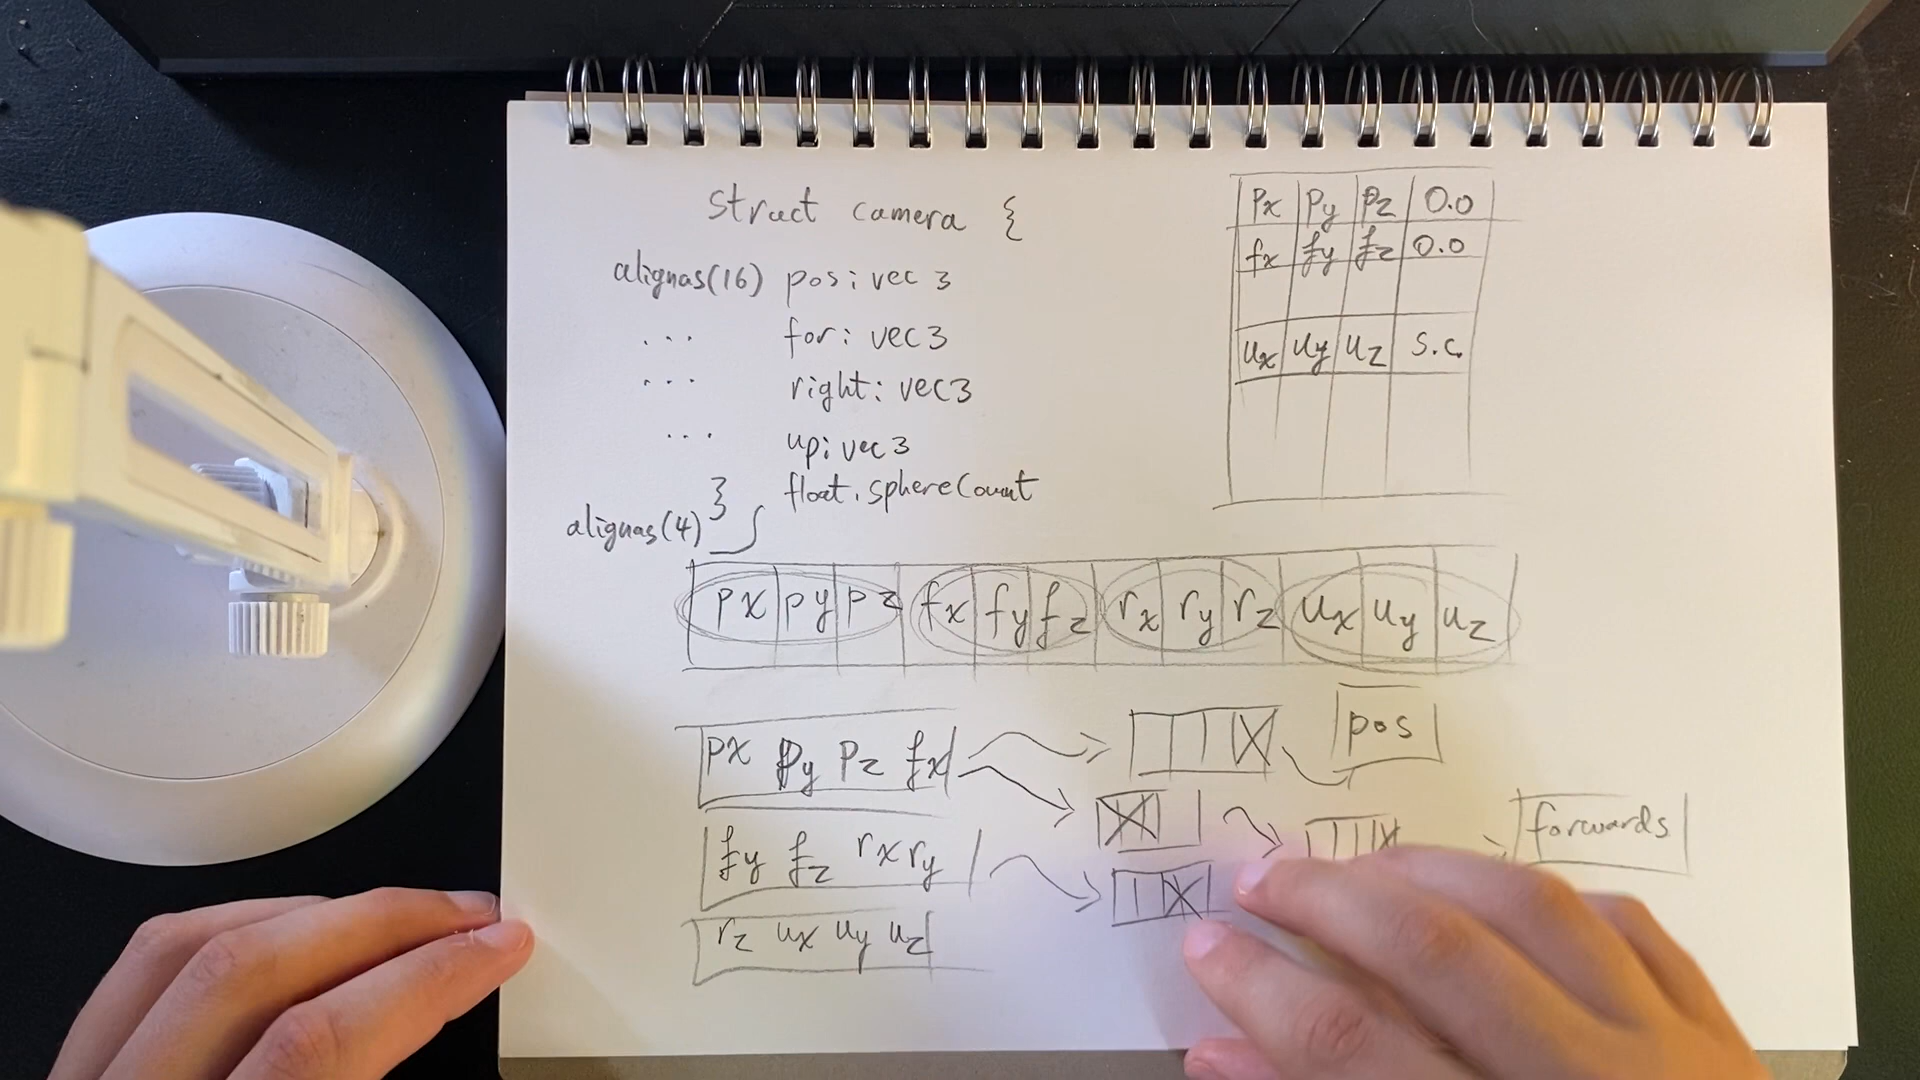 struct camera {
alignas(16) pos: vec 3
... for: vec3
... right: vec3
... up: vec3
float. sphereCount
}
alignas(4)
px py pz 0.0
fx fy fz 0.0
ux uy uz s.c.
px py pz fx fy fz rx ry rz ux uy uz
px py pz fx
pos
fy fz rx ry
forwards
rz ux uy uz